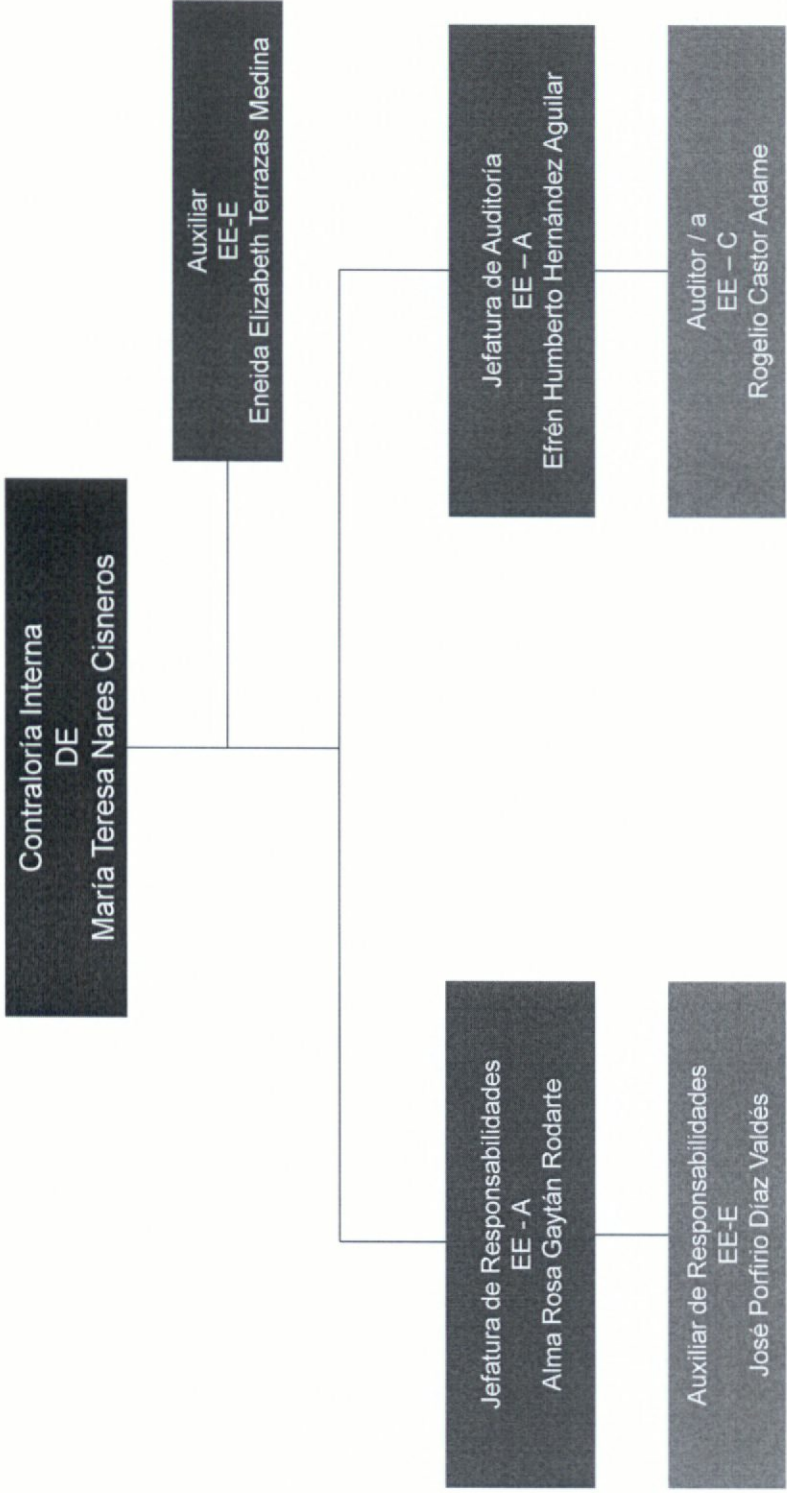 Contraloría Interna
DE
María Teresa Nares Cisneros
Auxiliar
EE-E
Eneida Elizabeth Terrazas Medina
Jefatura de Responsabilidades
EE - A
Alma Rosa Gaytán Rodarte
Jefatura de Auditoría
EE – A
Efrén Humberto Hernández Aguilar
Auxiliar de Responsabilidades
EE-E
José Porfirio Díaz Valdés
Auditor / a
EE – C
Rogelio Castor Adame